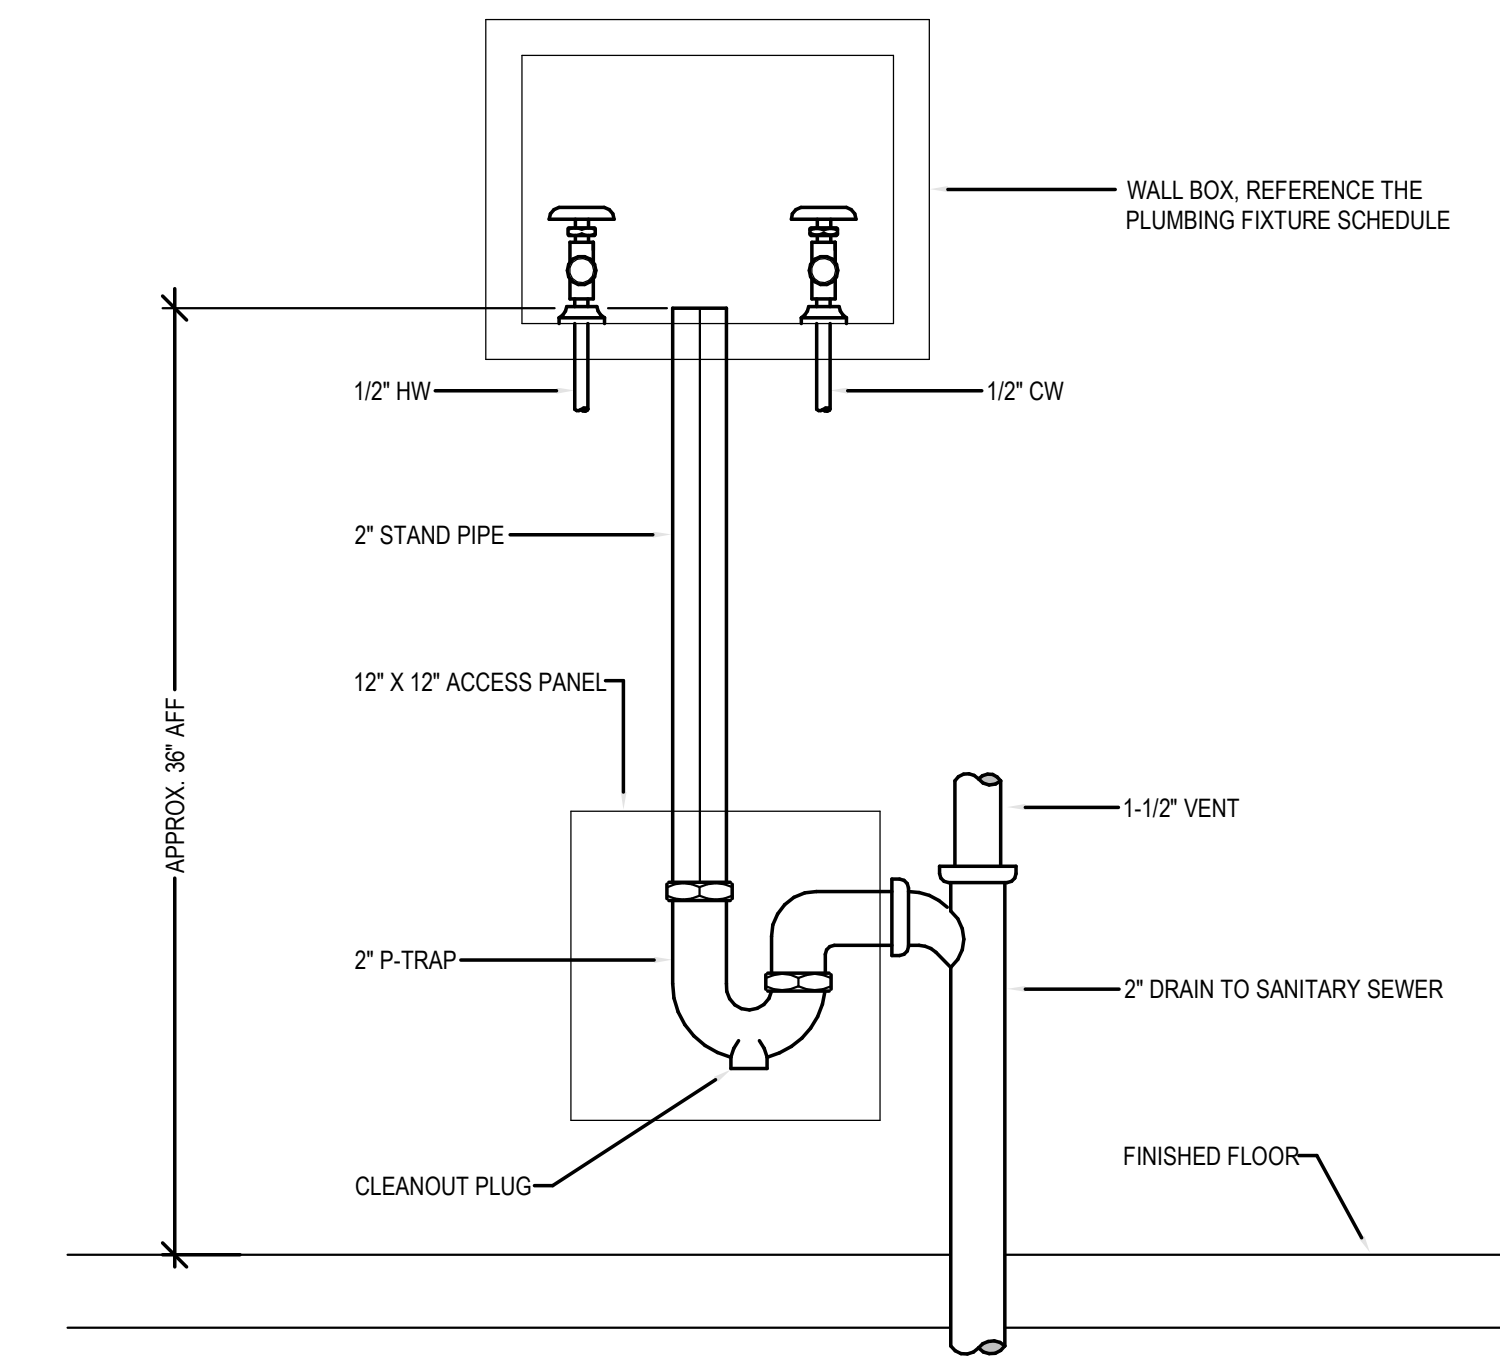 WALL BOX, REFERENCE THE
PLUMBING FIXTURE SCHEDULE
1/2" HW
1/2" CW
2" STAND PIPE
12" X 12" ACCESS PANEL
APPROX. 36" AFF
1-1/2" VENT
2" P-TRAP
2" DRAIN TO SANITARY SEWER
FINISHED FLOOR
CLEANOUT PLUG